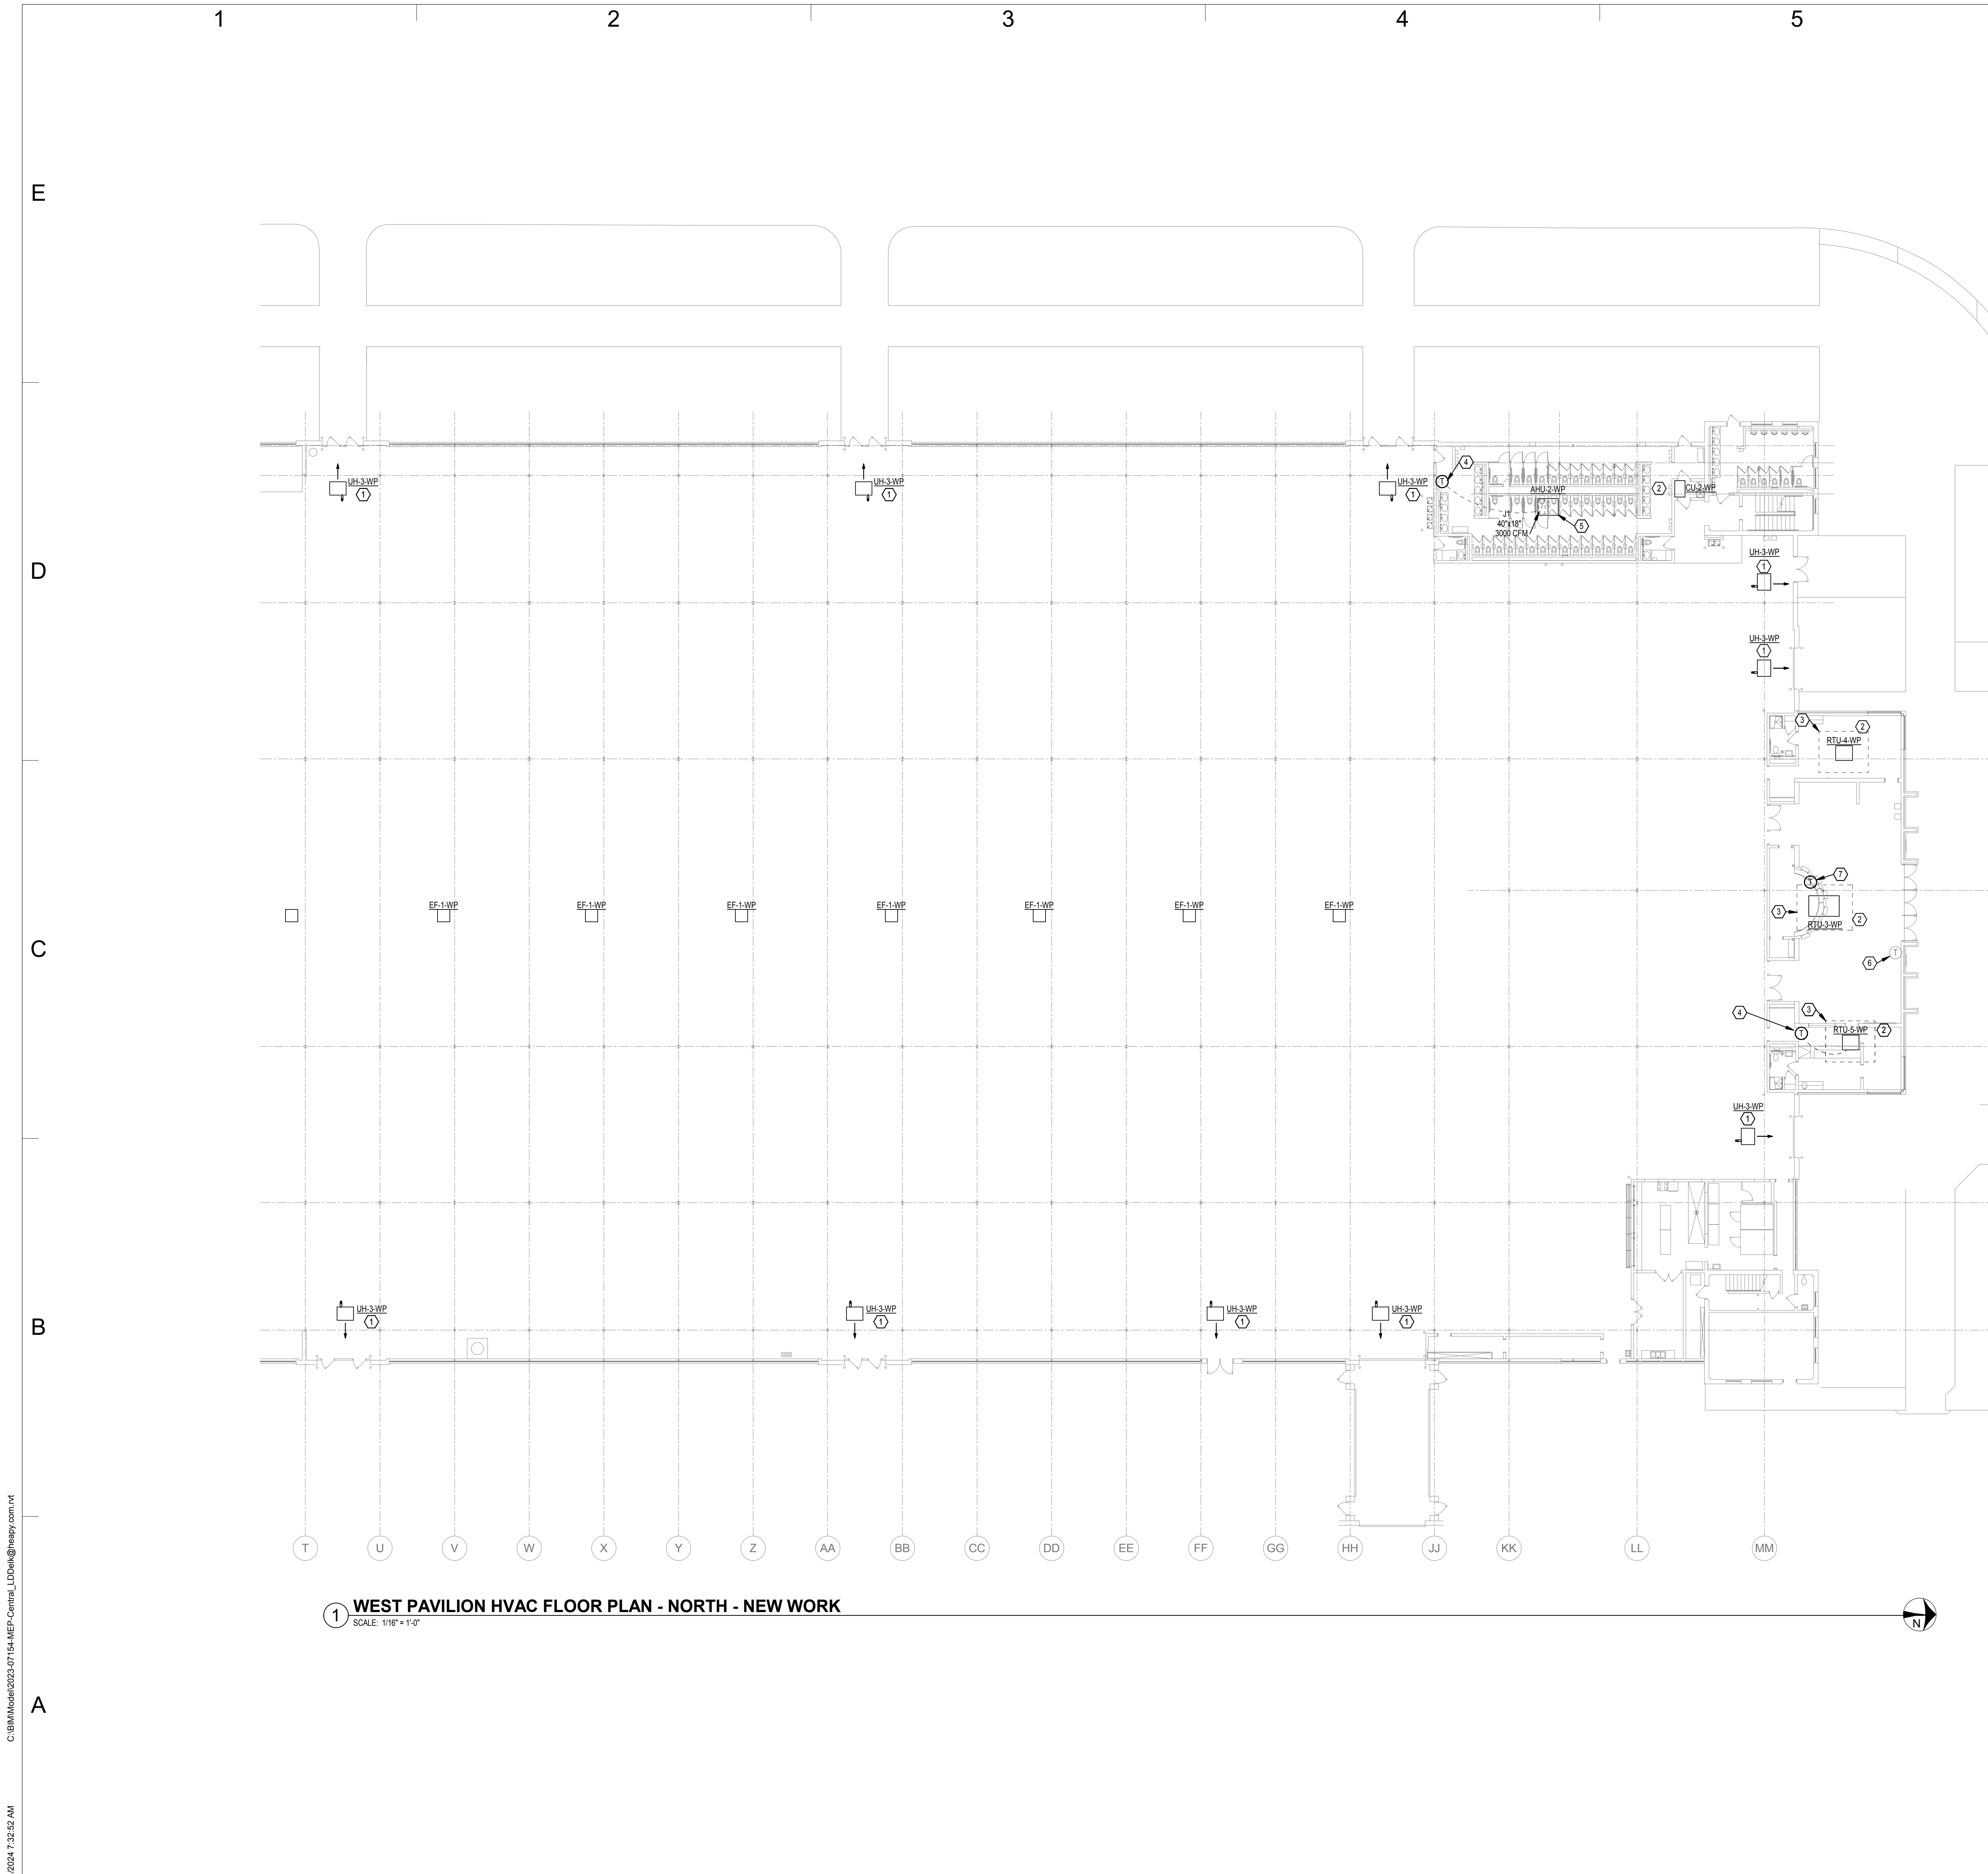 1 2 3 4 5
E
UH-3-WP
1
UH-3-WP
1
UH-3-WP
1
T
4
AHU-2-WP
J1
40"x18"
3000 CFM
5
2
CU-2-WP
D
UH-3-WP
1
UH-3-WP
1
3
2
RTU-4-WP
T
7
3
2
RTU-3-WP
EF-1-WP EF-1-WP EF-1-WP EF-1-WP EF-1-WP EF-1-WP EF-1-WP
C
6
T
4
3
T
RTU-5-WP
2
UH-3-WP
1
B
UH-3-WP
1
UH-3-WP
1
UH-3-WP
1
UH-3-WP
1
T U V W X Y Z AA BB CC DD EE FF GG HH JJ KK LL MM
1
WEST PAVILION HVAC FLOOR PLAN - NORTH - NEW WORK
SCALE: 1/16" = 1'-0"
N
A
C:\BIM\Model\2023-07154-MEP-Central_LDDelk@heapy.com.rvt
/2024 7:32:52 AM